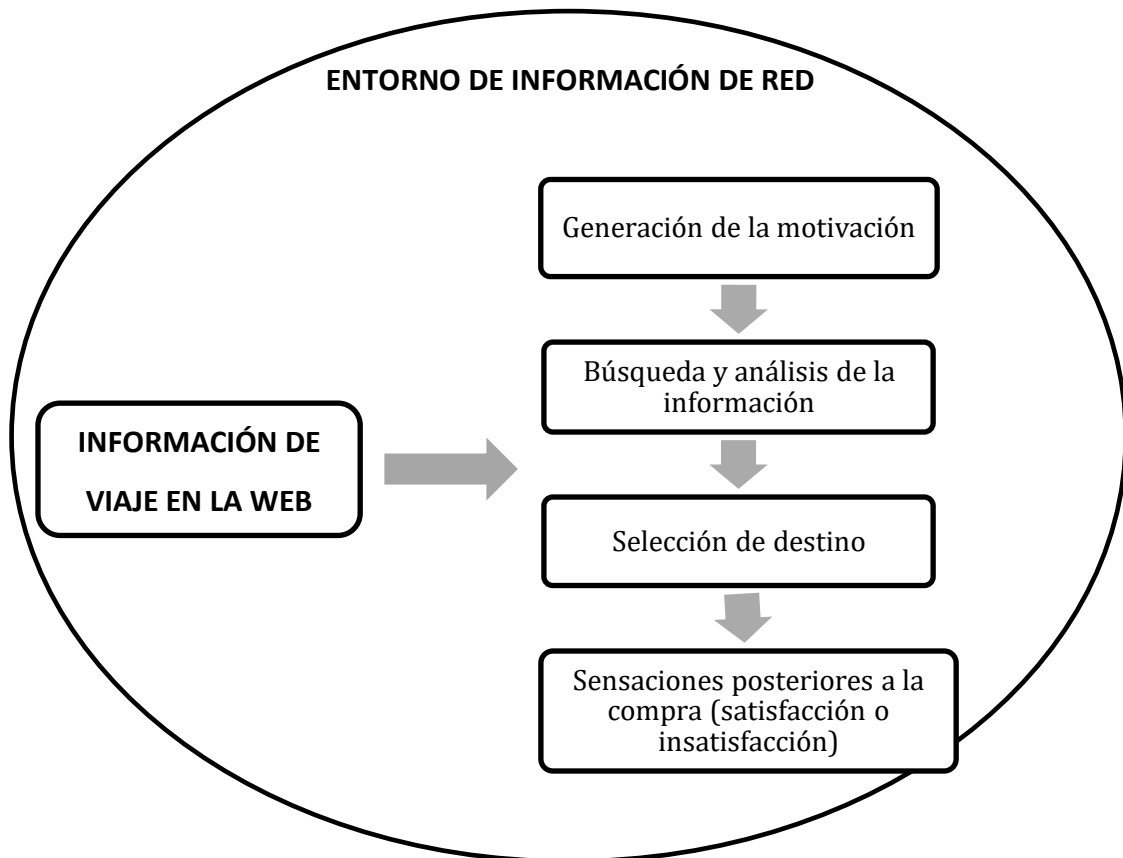 ENTORNO DE INFORMACIÓN DE RED
Generación de la motivación
Búsqueda y análisis de la
información
INFORMACIÓN DE
VIAJE EN LA WEB
Selección de destino
Sensaciones posteriores a la
compra (satisfacción o
insatisfacción)